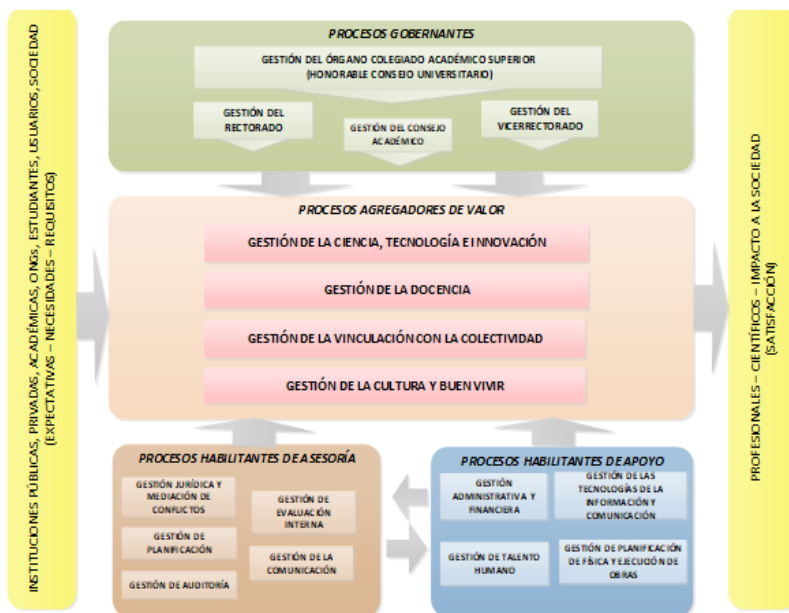 INSTITUCIONES PÚBLICAS, PRIVADAS, ACADÉMICAS, ONGs, ESTUDIANTES, USUARIOS, SOCIEDAD
(EXPECTATIVAS – NECESIDADES – REQUISITOS)
PROCESOS GOBERNANTES
GESTIÓN DEL ÓRGANO COLEGIADO ACADÉMICO SUPERIOR
(HONORABLE CONSEJO UNIVERSITARIO)
GESTIÓN DEL
RECTORADO
GESTIÓN DEL CONSEJO
ACADÉMICO
GESTIÓN DEL
VICERRECTORADO
PROCESOS AGREGADORES DE VALOR
GESTIÓN DE LA CIENCIA, TECNOLOGÍA E INNOVACIÓN
GESTIÓN DE LA DOCENCIA
GESTIÓN DE LA VINCULACIÓN CON LA COLECTIVIDAD
GESTIÓN DE LA CULTURA Y BUEN VIVIR
PROCESOS HABILITANTES DE ASESORÍA
GESTIÓN JURÍDICA Y
MEDIACIÓN DE
CONFLICTOS
GESTIÓN DE
PLANIFICACIÓN
GESTIÓN DE AUDITORÍA
GESTIÓN DE
EVALUACIÓN
INTERNA
GESTIÓN DE LA
COMUNICACIÓN
PROCESOS HABILITANTES DE APOYO
GESTIÓN
ADMINISTRATIVA Y
FINANCIERA
GESTIÓN DE LAS
TECNOLOGÍAS DE LA
INFORMACIÓN Y
COMUNICACIÓN
GESTIÓN DE TALENTO
HUMANO
GESTIÓN DE PLANIFICACIÓN
DE FÍSICA Y EJECUCIÓN DE
OBRAS
PROFESIONALES – CIENTÍFICOS – IMPACTO A LA SOCIEDAD
(SATISFACCIÓN)